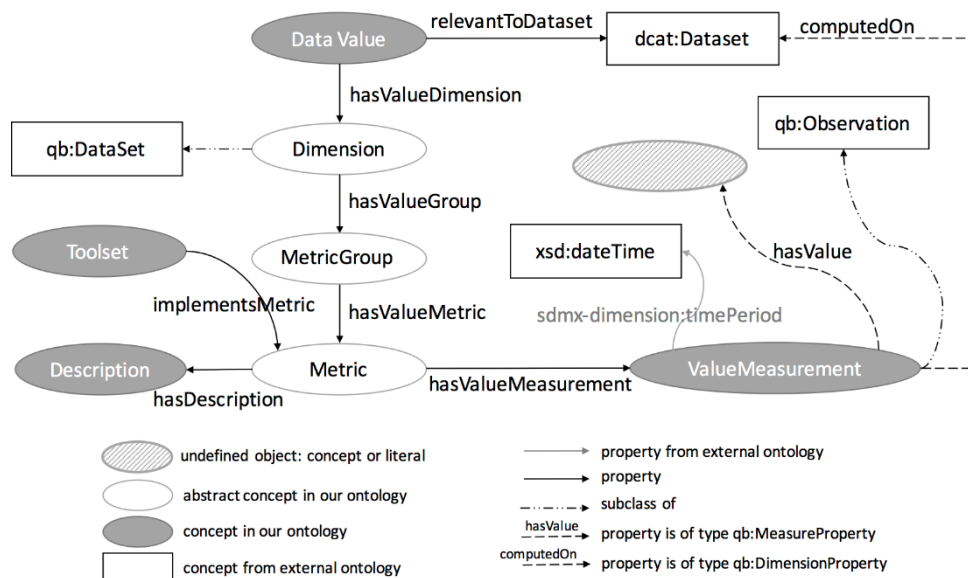 Data Value
relevantToDataset
dcat:Dataset
computedOn
hasValueDimension
qb:DataSet
Dimension
qb:Observation
hasValueGroup
Toolset
MetricGroup
xsd:dateTime
hasValue
implementsMetric
hasValueMetric
sdmx-dimension:timePeriod
Description
Metric
ValueMeasurement
hasDescription
hasValueMeasurement
undefined object: concept or literal
abstract concept in our ontology
concept in our ontology
concept from external ontology
property from external ontology
property
subclass of
hasValue
property is of type qb:MeasureProperty
computedOn
property is of type qb:DimensionProperty